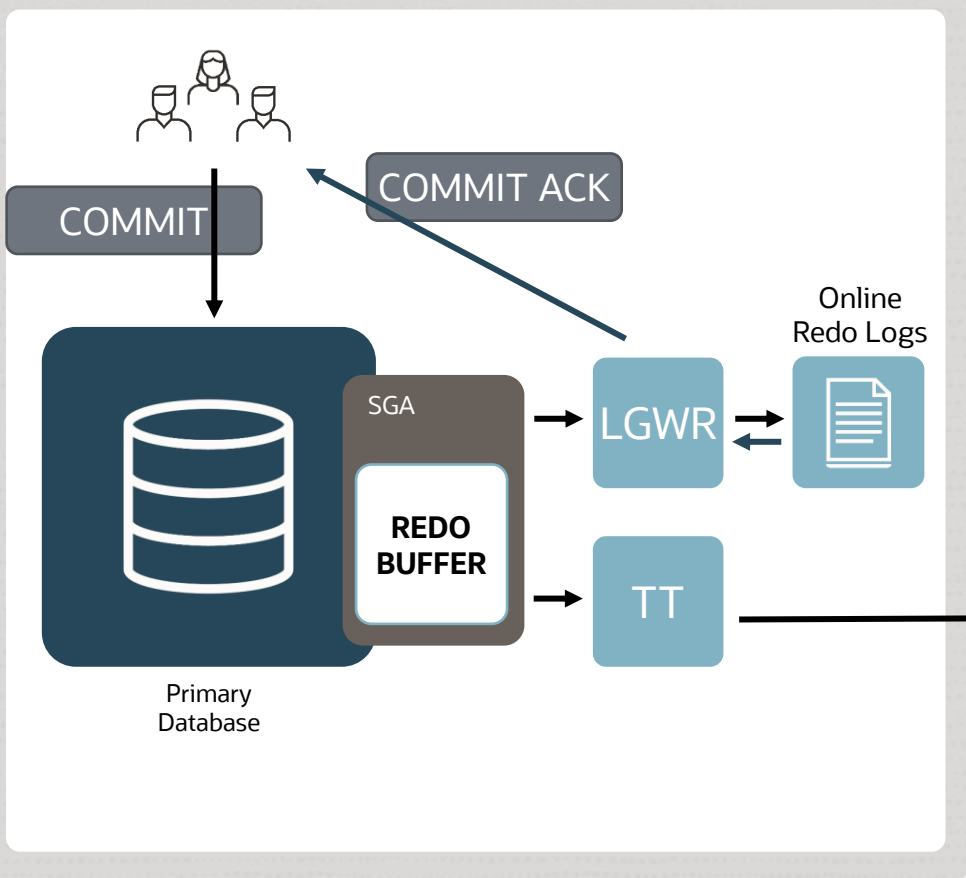 COMMIT
COMMIT ACK
Online
Redo Logs
SGA
LGWR
REDO
BUFFER
TT
Primary
Database